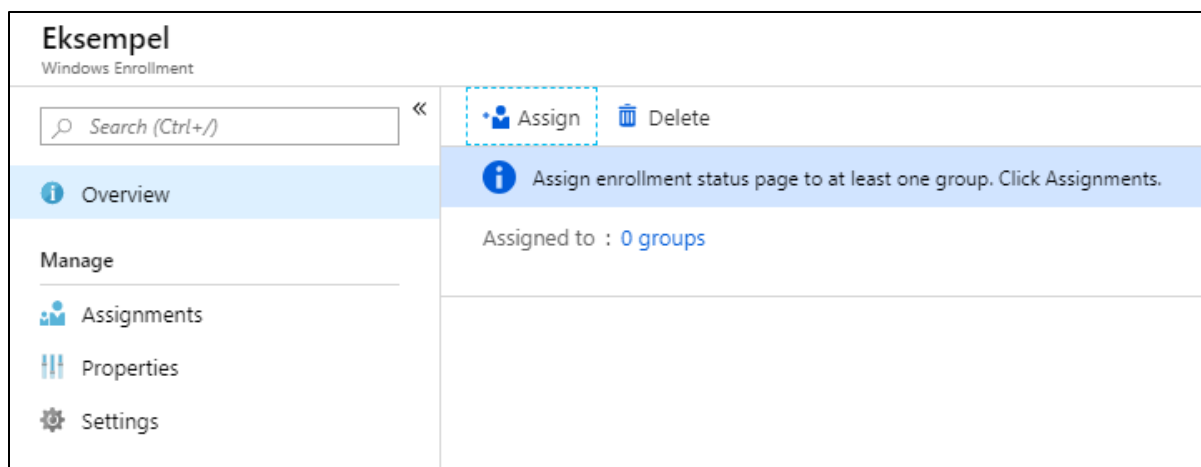 Eksempel
Windows Enrollment
Search (Ctrl+/)
«
Overview
Manage
Assignments
Properties
Settings
Assign Delete
Assign enrollment status page to at least one group. Click Assignments.
Assigned to : 0 groups